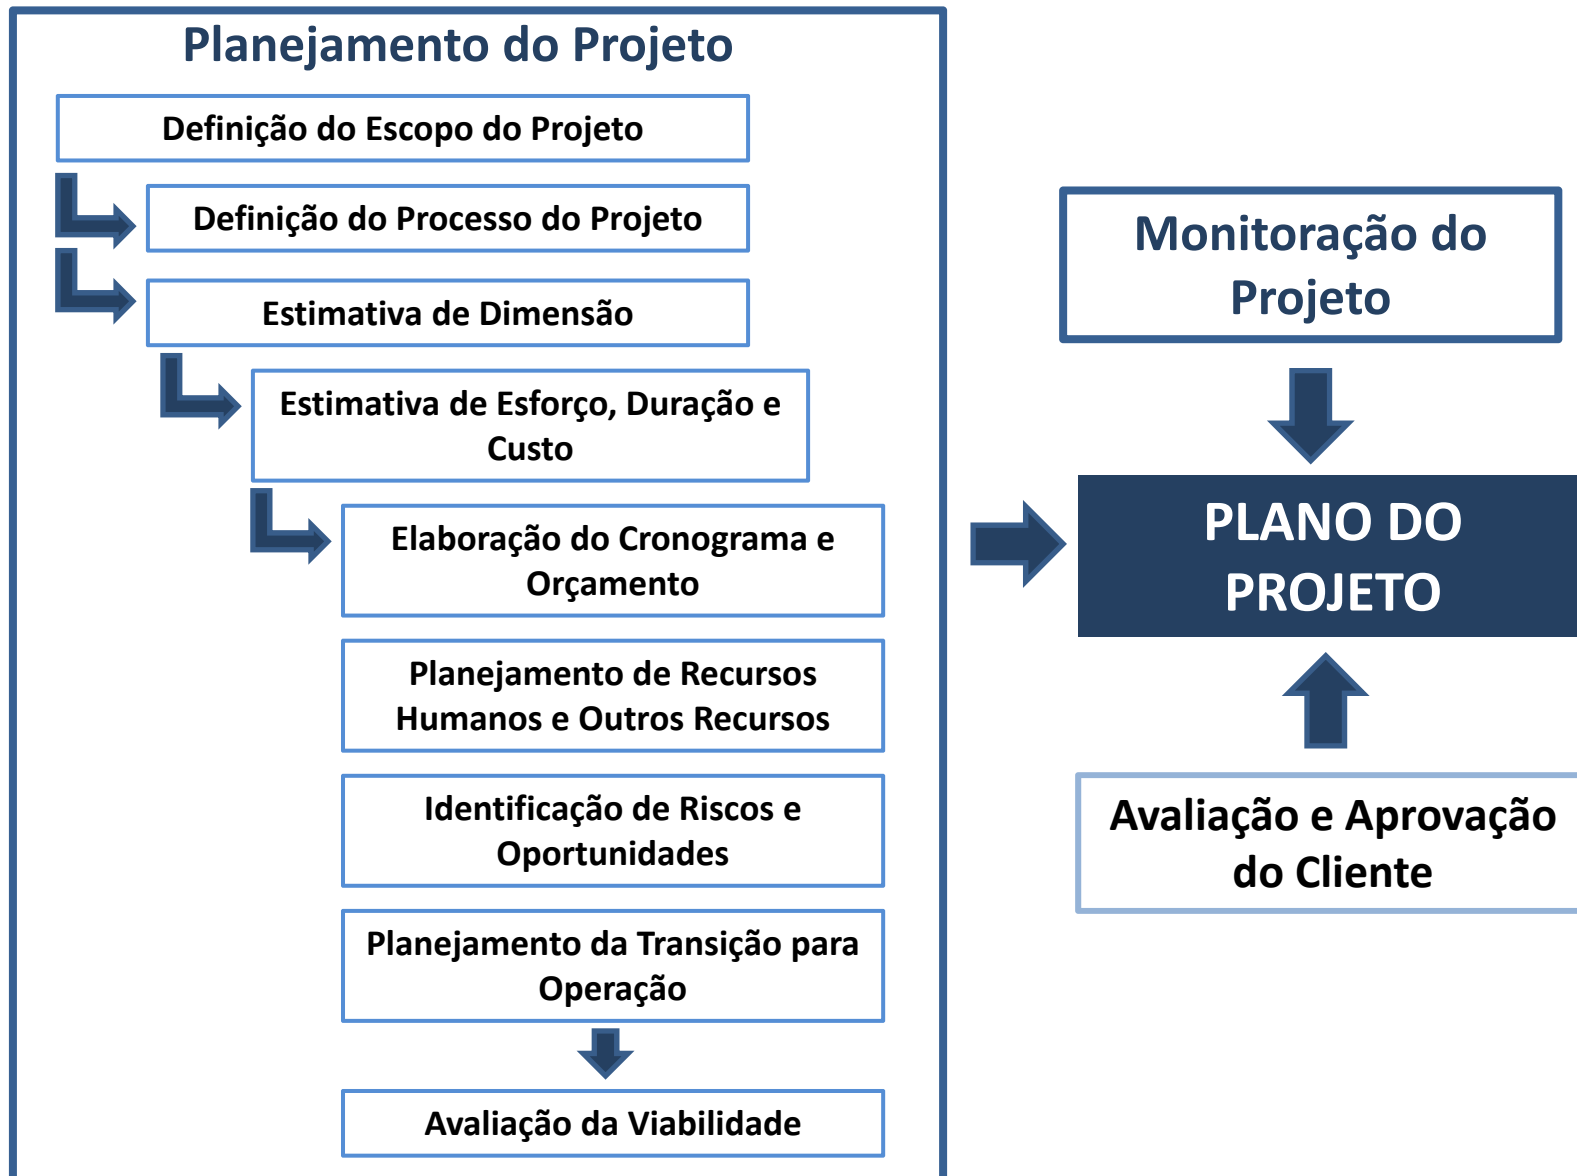 Planejamento do Projeto
Definição do Escopo do Projeto
Definição do Processo do Projeto
Estimativa de Dimensão
Estimativa de Esforço, Duração e
Custo
Elaboração do Cronograma e
Orçamento
Planejamento de Recursos
Humanos e Outros Recursos
Identificação de Riscos e
Oportunidades
Planejamento da Transição para
Operação
Avaliação da Viabilidade
Monitoração do
Projeto
PLANO DO
PROJETO
Avaliação e Aprovação
do Cliente